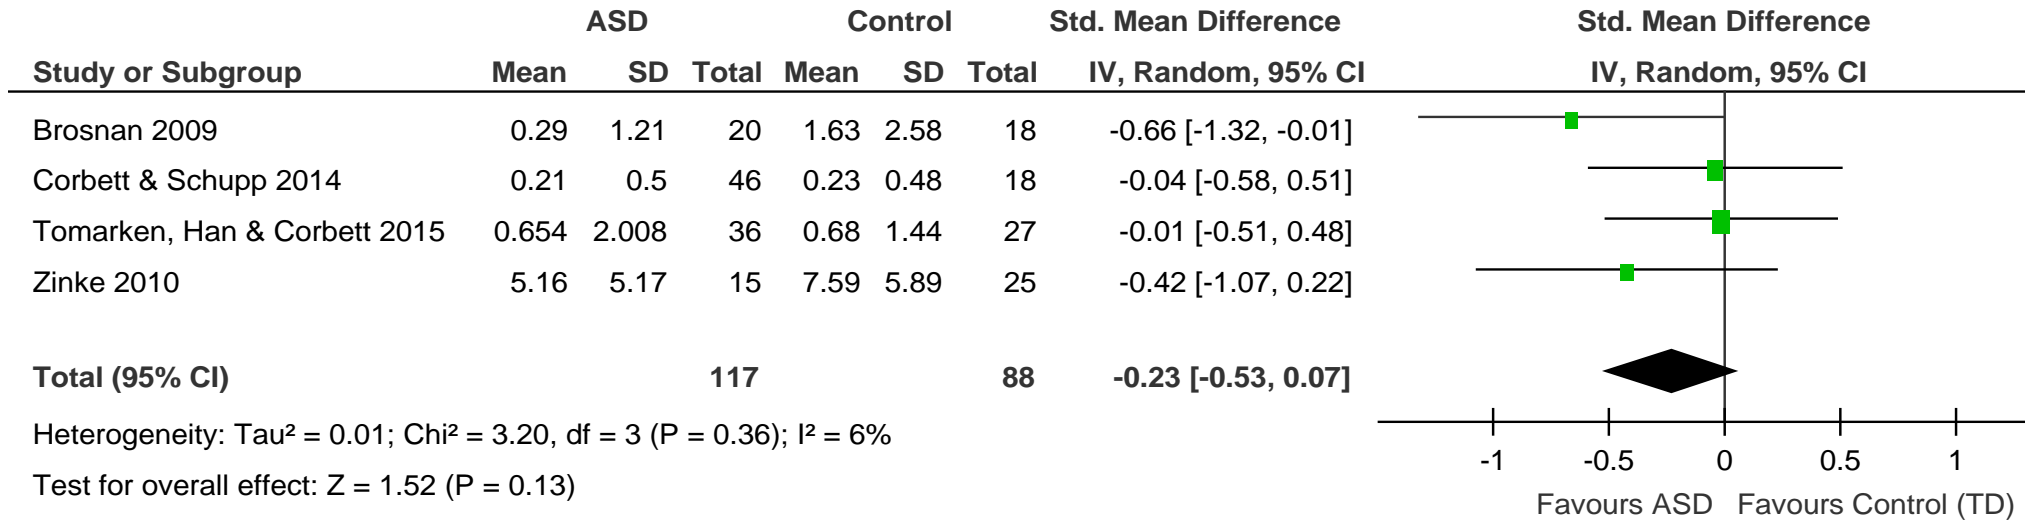 ASD Control Std. Mean Difference Std. Mean Difference
Study or Subgroup Mean SD Total Mean SD Total IV, Random, 95% CI IV, Random, 95% CI
Brosnan 2009 0.29 1.21 20 1.63 2.58 18 -0.66 [-1.32, -0.01]
Corbett & Schupp 2014 0.21 0.5 46 0.23 0.48 18 -0.04 [-0.58, 0.51]
Tomarken, Han & Corbett 2015 0.654 2.008 36 0.68 1.44 27 -0.01 [-0.51, 0.48]
Zinke 2010 5.16 5.17 15 7.59 5.89 25 -0.42 [-1.07, 0.22]
Total (95% CI) 117 88 -0.23 [-0.53, 0.07]
Heterogeneity: Tau² = 0.01; Chi² = 3.20, df = 3 (P = 0.36); I² = 6%
Test for overall effect: Z = 1.52 (P = 0.13)
-1 -0.5 0 0.5 1
Favours ASD Favours Control (TD)